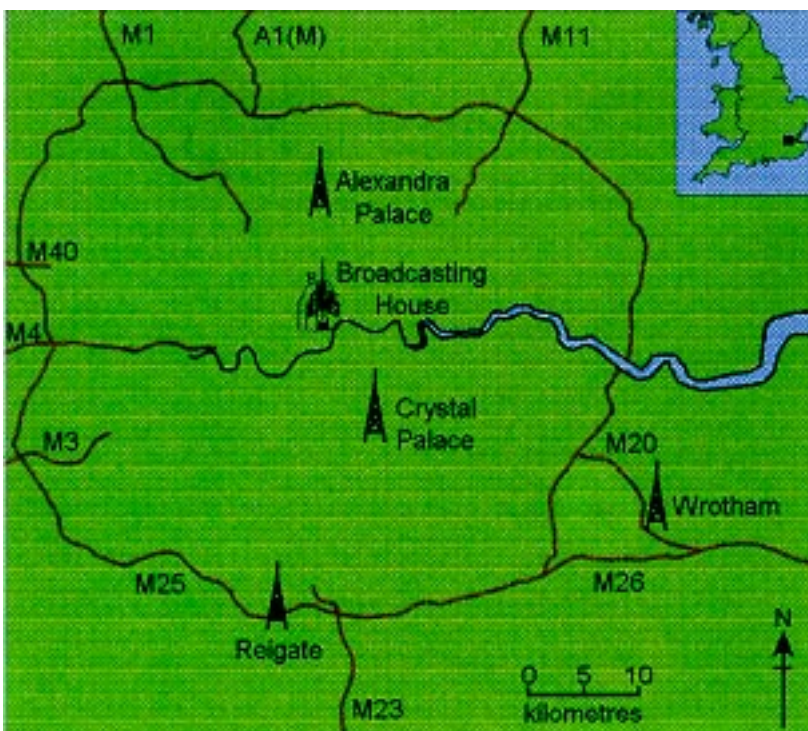 M1
A1(M)
M11
Alexandra
Palace
M40
Broadcasting
House
M4
Crystal
Palace
M3
M20
Wrotham
M25
M26
Reigate
N
0 5 10
kilometres
M23